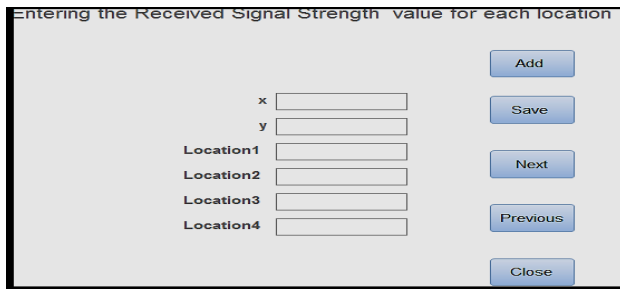 Entering the Received Signal Strength value for each location
Add
x
Save
y
Location1
Next
Location2
Location3
Previous
Location4
Close